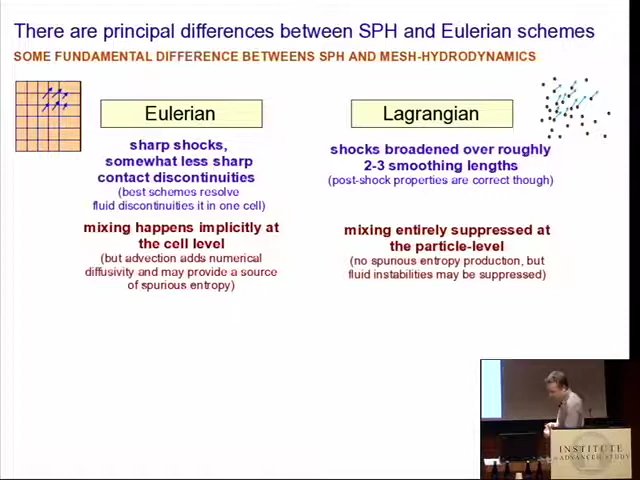 There are principal differences between SPH and Eulerian schemes
SOME FUNDAMENTAL DIFFERENCE BETWEENS SPH AND MESH-HYDRODYNAMICS
Eulerian
sharp shocks,
somewhat less sharp
contact discontinuities
(best schemes resolve
fluid discontinuities it in one cell)
mixing happens implicitly at
the cell level
(but advection adds numerical
diffusivity and may provide a source
of spurious entropy)
Lagrangian
shocks broadened over roughly
2-3 smoothing lengths
(post-shock properties are correct though)
mixing entirely suppressed at
the particle-level
(no spurious entropy production, but
fluid instabilities may be suppressed)
INSTITUTE
ADVANCED STUDY